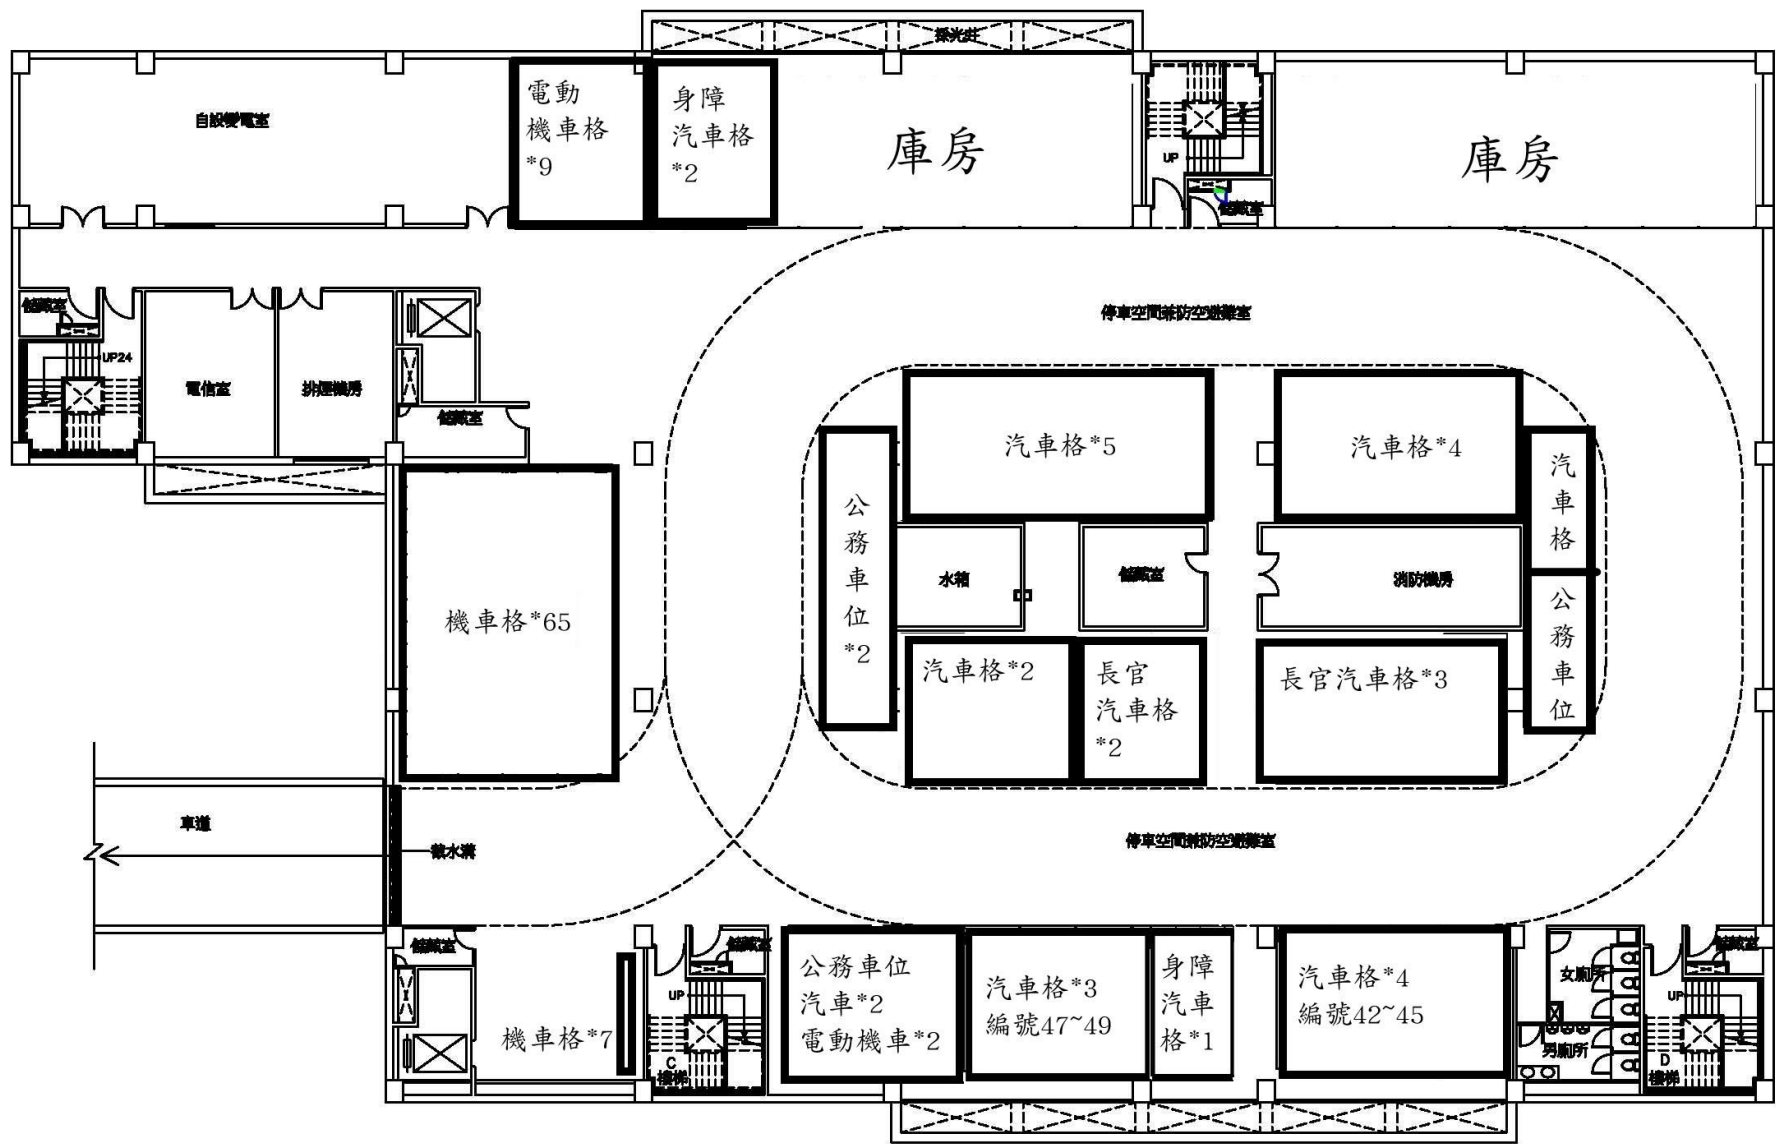 採光井
自設變電室
電動
機車格
*9
身障
汽車格
*2
庫房
UP
儲藏室
庫房
儲藏室
UP24
電信室
排煙機房
儲藏室
停車空間兼防空避難室
汽車格*5
汽車格*4
汽
車
格
公
務
車
位
*2
水箱
儲藏室
消防機房
公
務
車
位
機車格*65
汽車格*2
長官
汽車格
*2
長官汽車格*3
車道
截水溝
停車空間兼防空避難室
儲藏室
機車格*7
儲藏室
UP
C
樓梯
公務車位
汽車*2
電動機車*2
汽車格*3
編號47~49
身障
汽車
格*1
汽車格*4
編號42~45
女廁所
男廁所
儲藏室
UP
D
樓梯